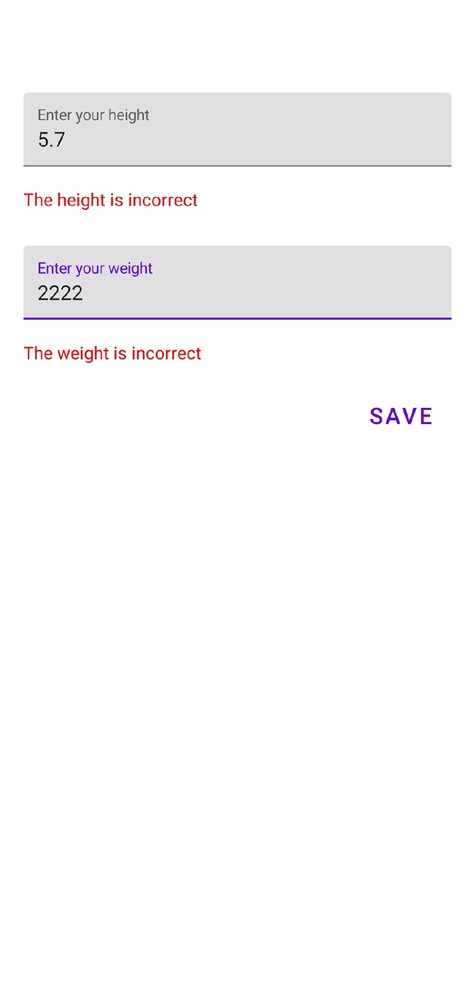 Enter your height
5.7
The height is incorrect
Enter your weight
2222
The weight is incorrect
SAVE